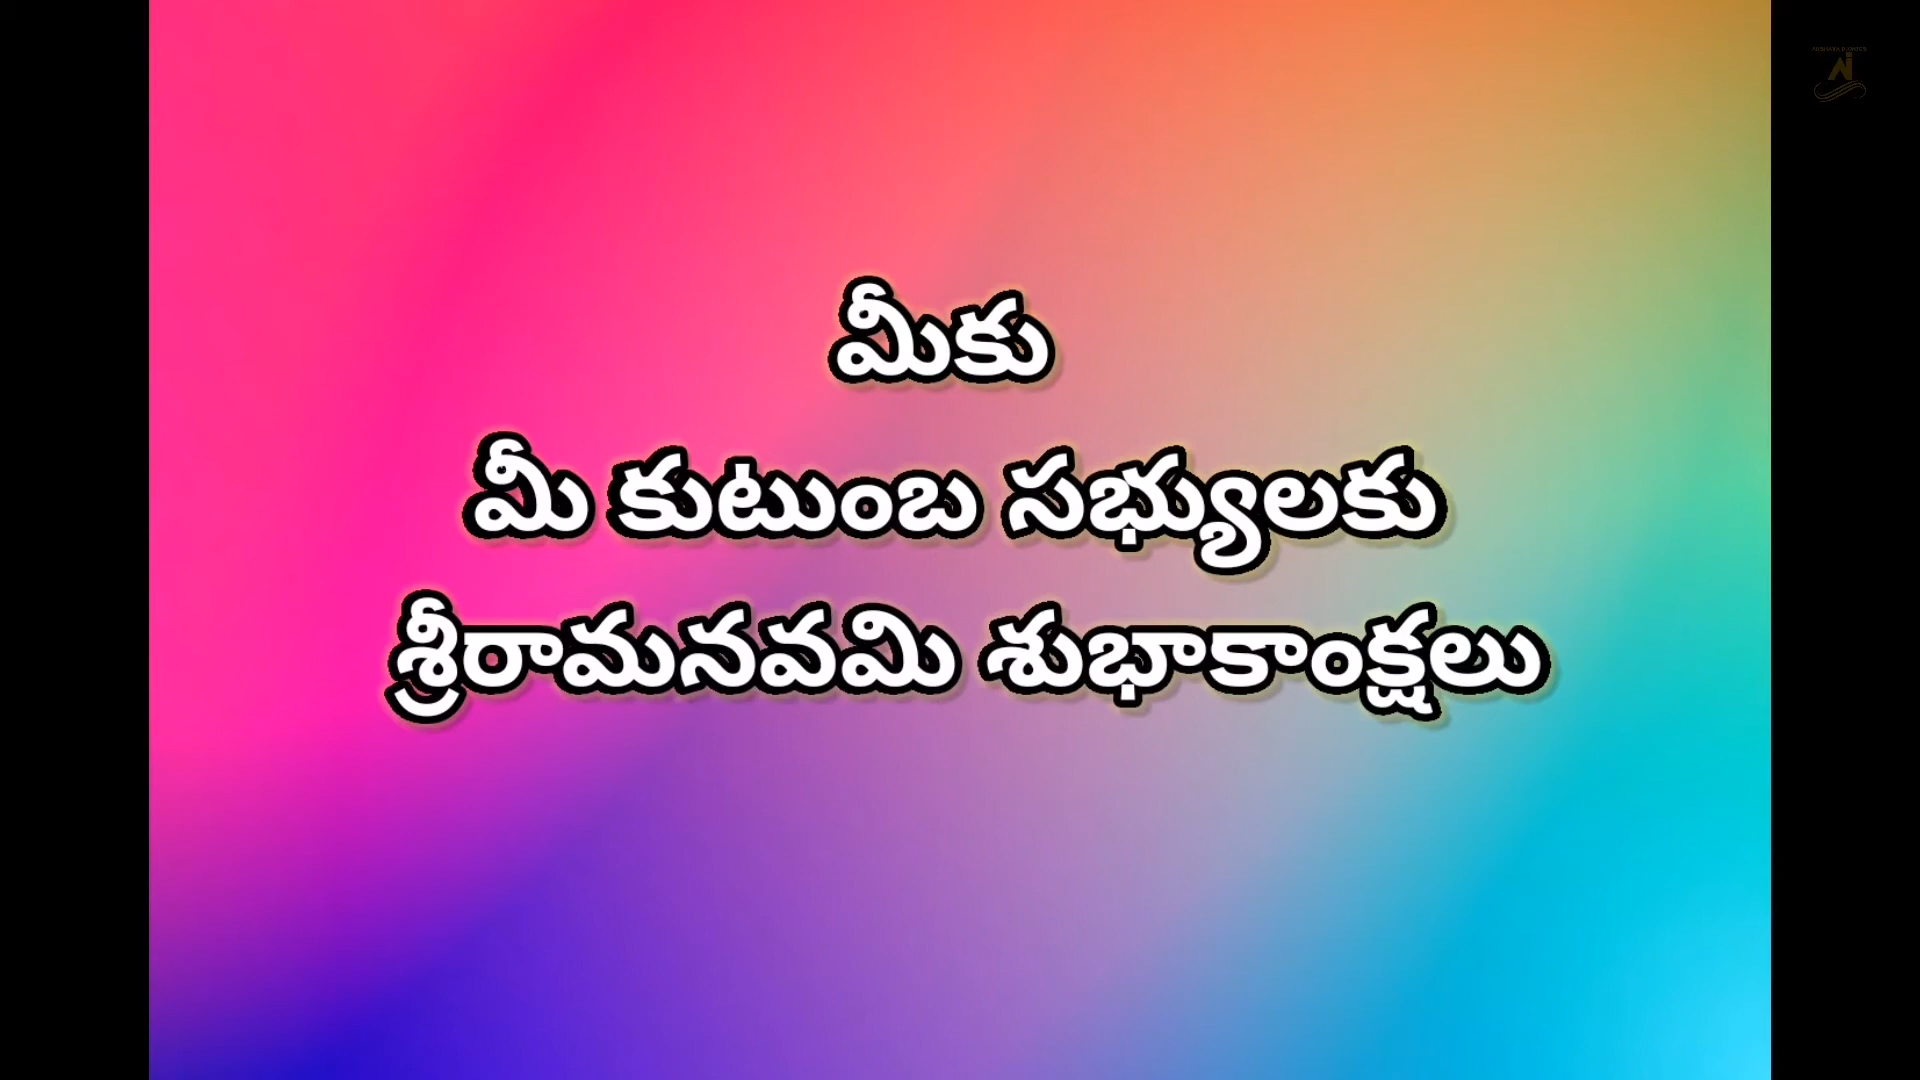 మీకు
మీ కుటుంబ సభ్యులకు
శ్రీరామనవమి శుభాకాంక్షలు